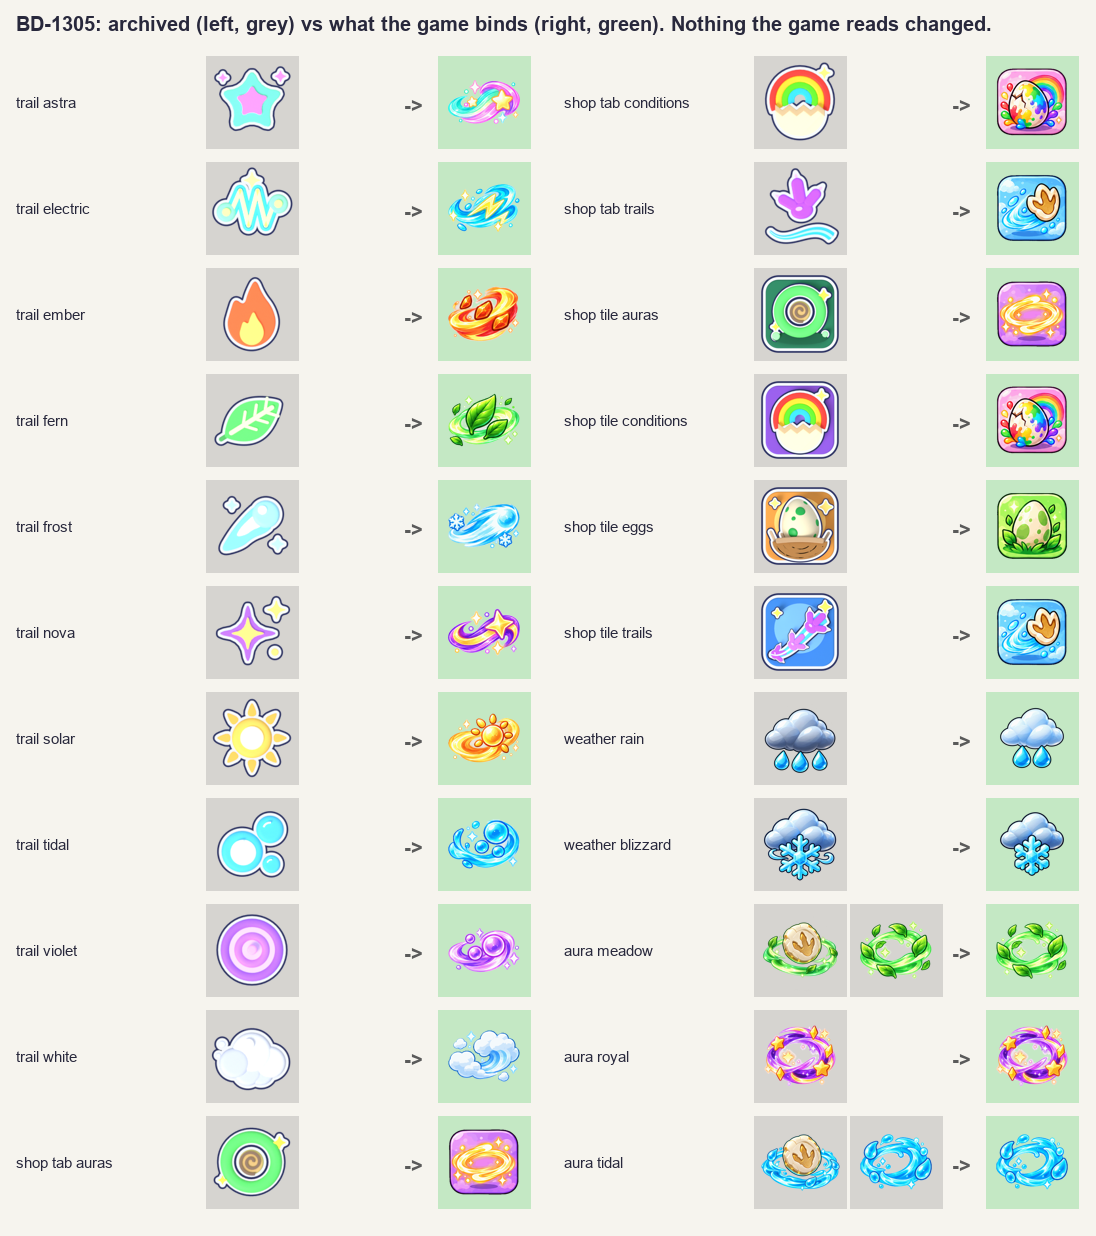 BD-1305: archived (left, grey) vs what the game binds (right, green). Nothing the game reads changed.
trail astra
->
trail electric
->
trail ember
->
trail fern
->
trail frost
->
trail nova
->
trail solar
->
trail tidal
->
trail violet
->
trail white
->
shop tab auras
->
shop tab conditions
->
shop tab trails
->
shop tile auras
->
shop tile conditions
->
shop tile eggs
->
shop tile trails
->
weather rain
->
weather blizzard
->
aura meadow
->
aura royal
->
aura tidal
->